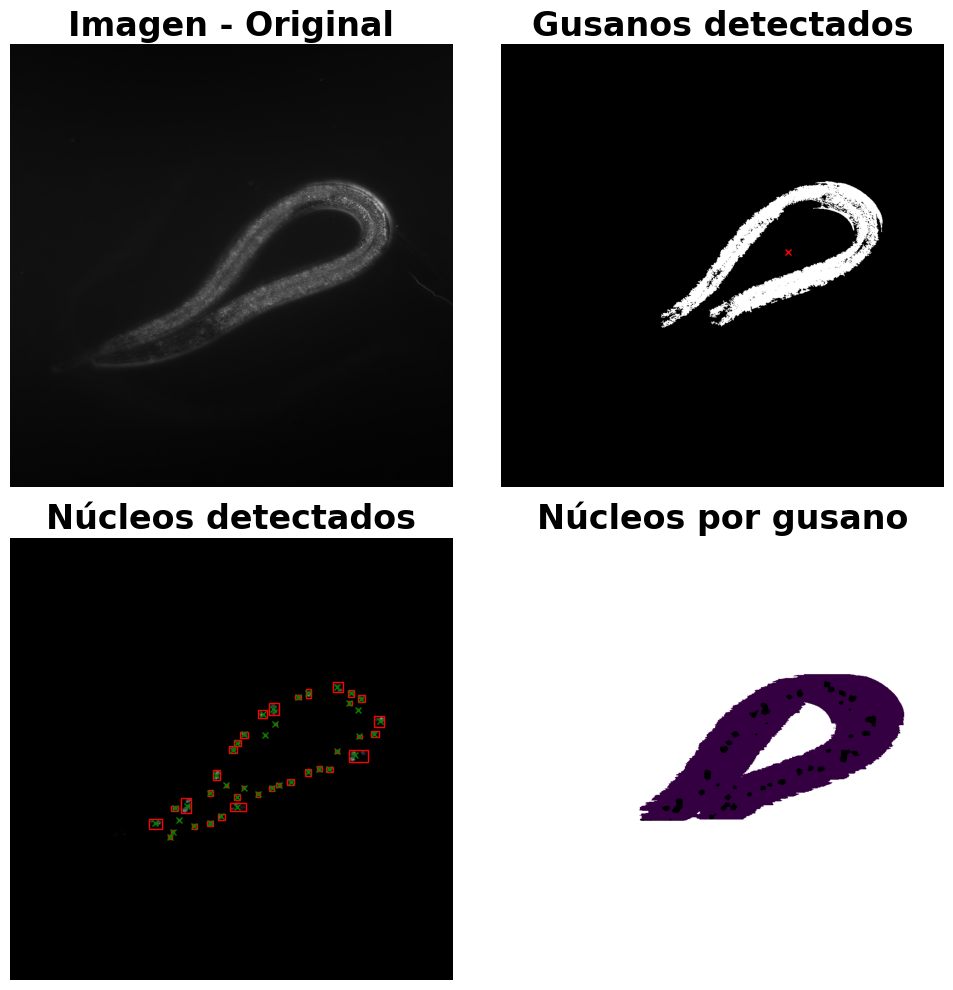 Imagen - Original
Gusanos detectados
Núcleos detectados
Núcleos por gusano